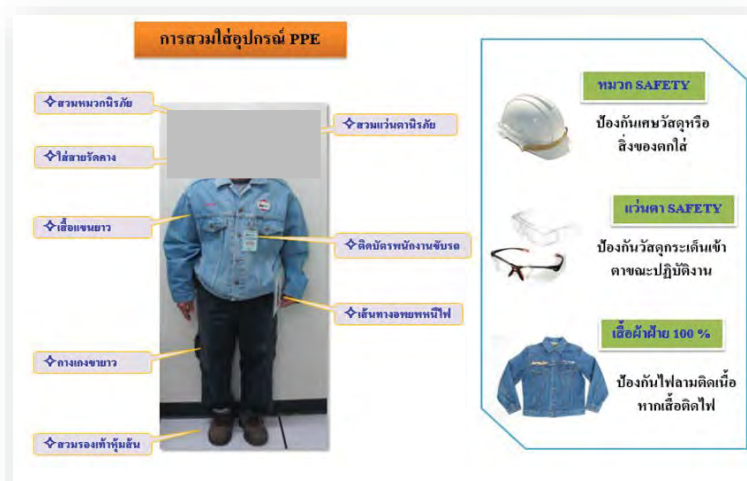 การสวมใส่อุปกรณ์ PPE
สวมหมวกนิรภัย
สวมแว่นตานิรภัย
ใส่สายรัดคาง
เสื้อแขนยาว
ติดบัตรพนักงานขับรถ
เส้นทางอพยพหนีไฟ
กางเกงขายาว
สวมรองเท้าหุ้มส้น
หมวก SAFETY
ป้องกันเศษวัสดุหรือ
สิ่งของตกใส่
แว่นตา SAFETY
ป้องกันวัสดุกระเด็นเข้า
ตาขณะปฏิบัติงาน
เสื้อผ้าฝ้าย 100 %
ป้องกันไฟลามติดเนื้อ
หากเสื้อติดไฟ